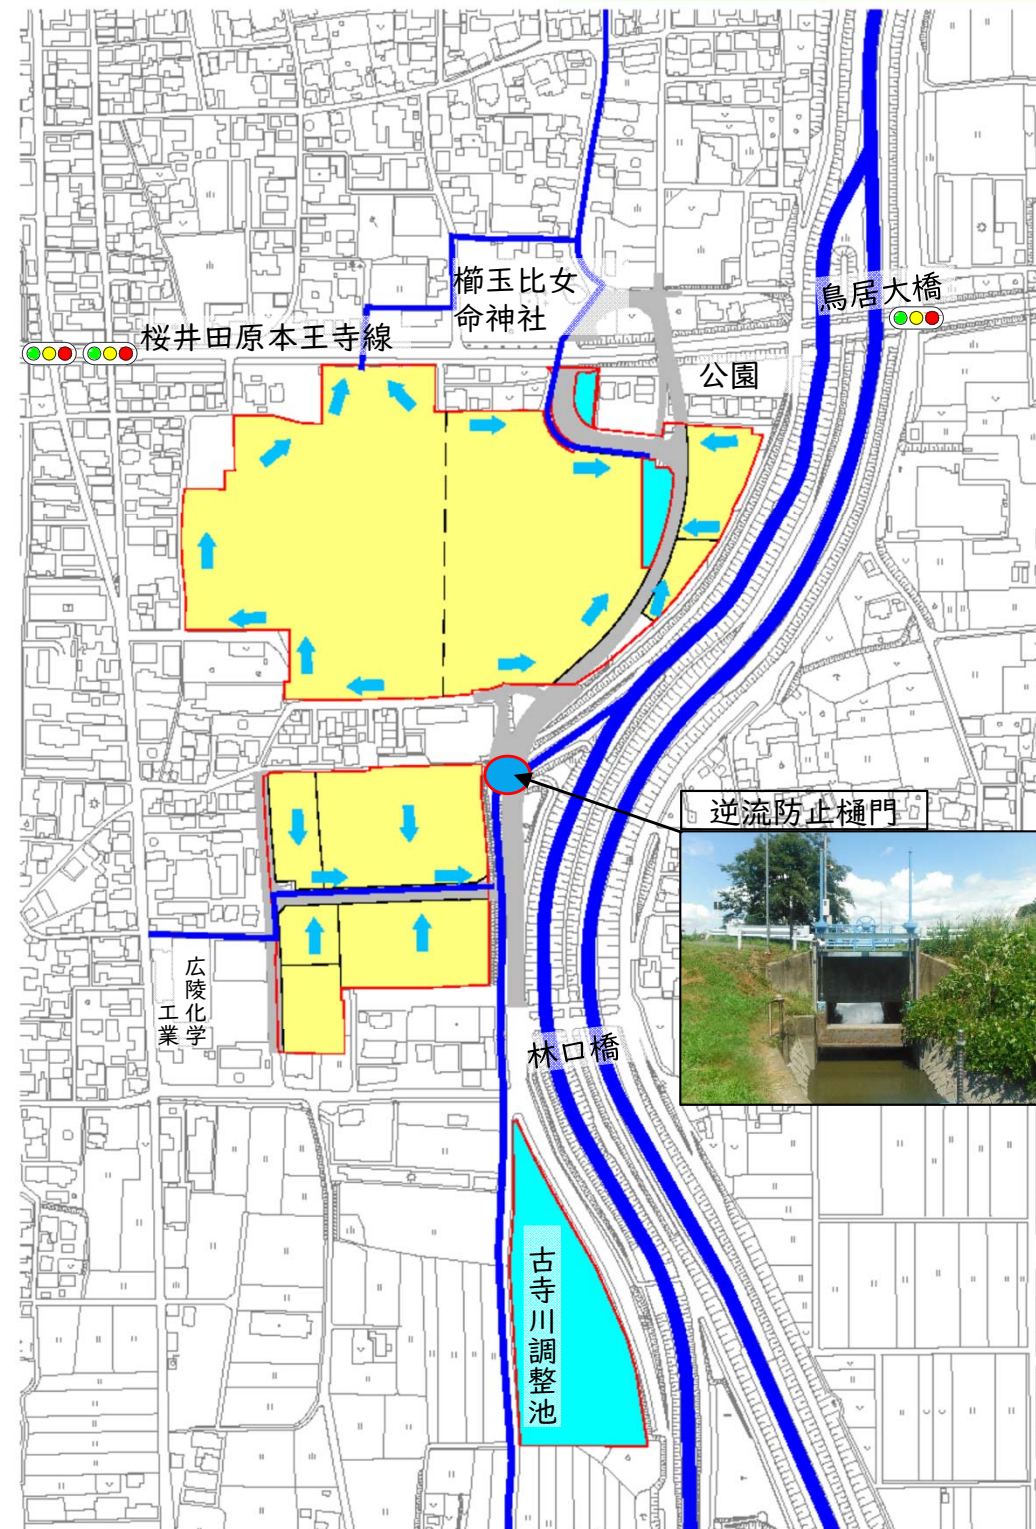 櫛玉比女
命神社
鳥居大橋
桜井田原本王寺線
公園
逆流防止樋門
広陵化学
工業
林口橋
古寺川調整池